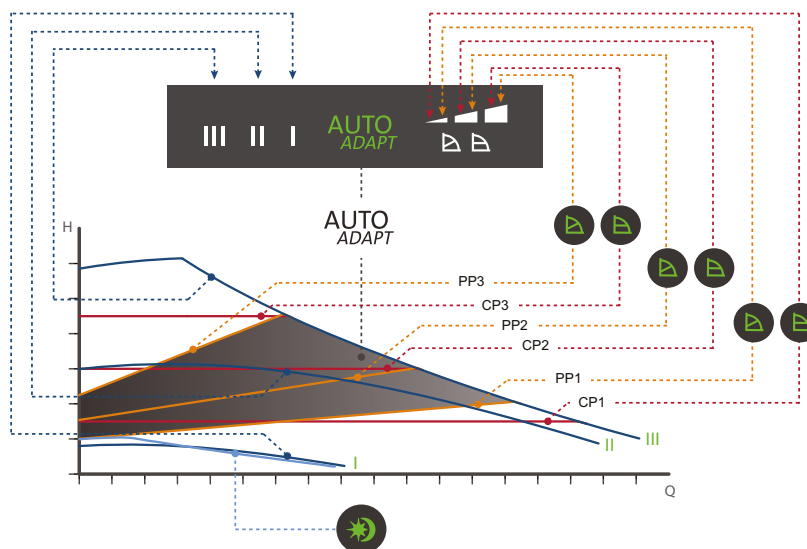 III II I AUTO
ADAPT
AUTO
ADAPT
H
PP3
CP3
PP2
CP2
PP1
CP1
III
II
I
Q